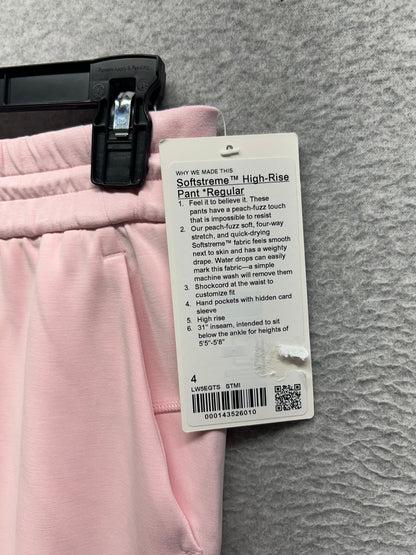 WHY WE MADE THIS
Softstreme™ High-Rise
Pant *Regular
1. Feel it to believe it. These
pants have a peach-fuzz touch
that is impossible to resist
2. Our peach-fuzz soft, four-way
stretch, and quick-drying
Softstreme™ fabric feels smooth
next to skin and has a weighty
drape. Water drops can easily
mark this fabric—a simple
machine wash will remove them
3. Shockcord at the waist to
customize fit
4. Hand pockets with hidden card
sleeve
5. High rise
6. 31" inseam, intended to sit
below the ankle for heights of
5'5"-5'8"
4
LW5EGTS STMI
000143526010